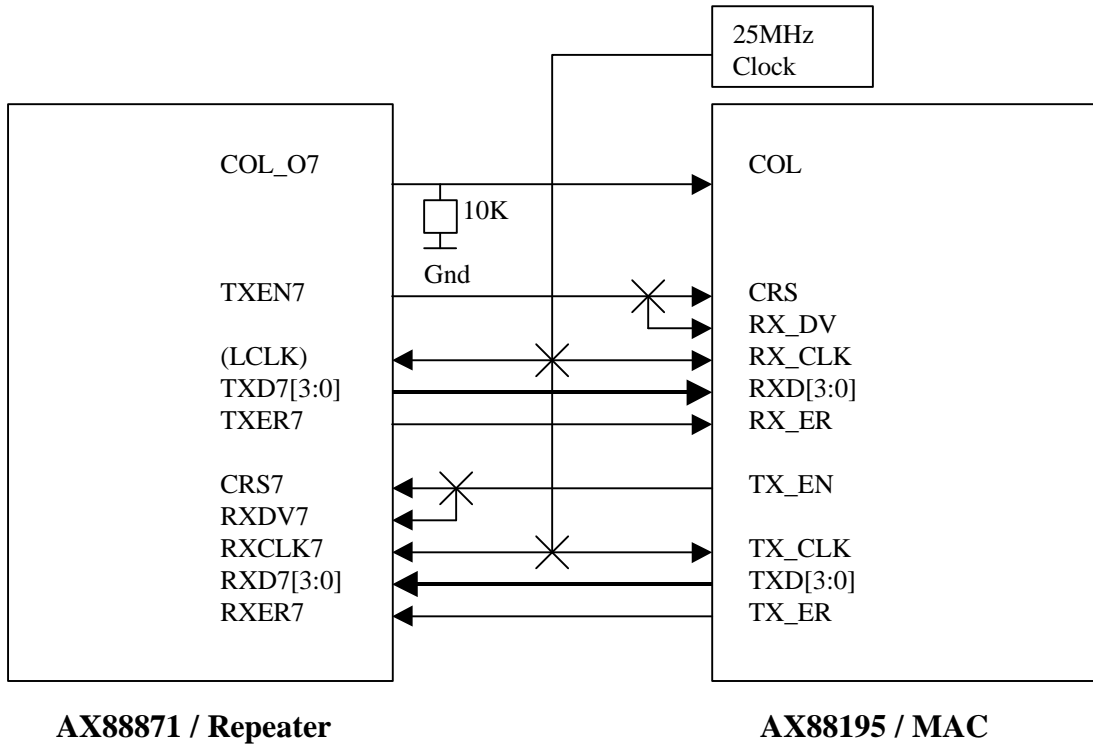 25MHz
Clock
COL_O7
COL
10K
Gnd
TXEN7
CRS
RX_DV
(LCLK)
RX_CLK
TXD7[3:0]
RXD[3:0]
TXER7
RX_ER
CRS7
TX_EN
RXDV7
RXCLK7
TX_CLK
RXD7[3:0]
TXD[3:0]
RXER7
TX_ER
AX88871 / Repeater
AX88195 / MAC